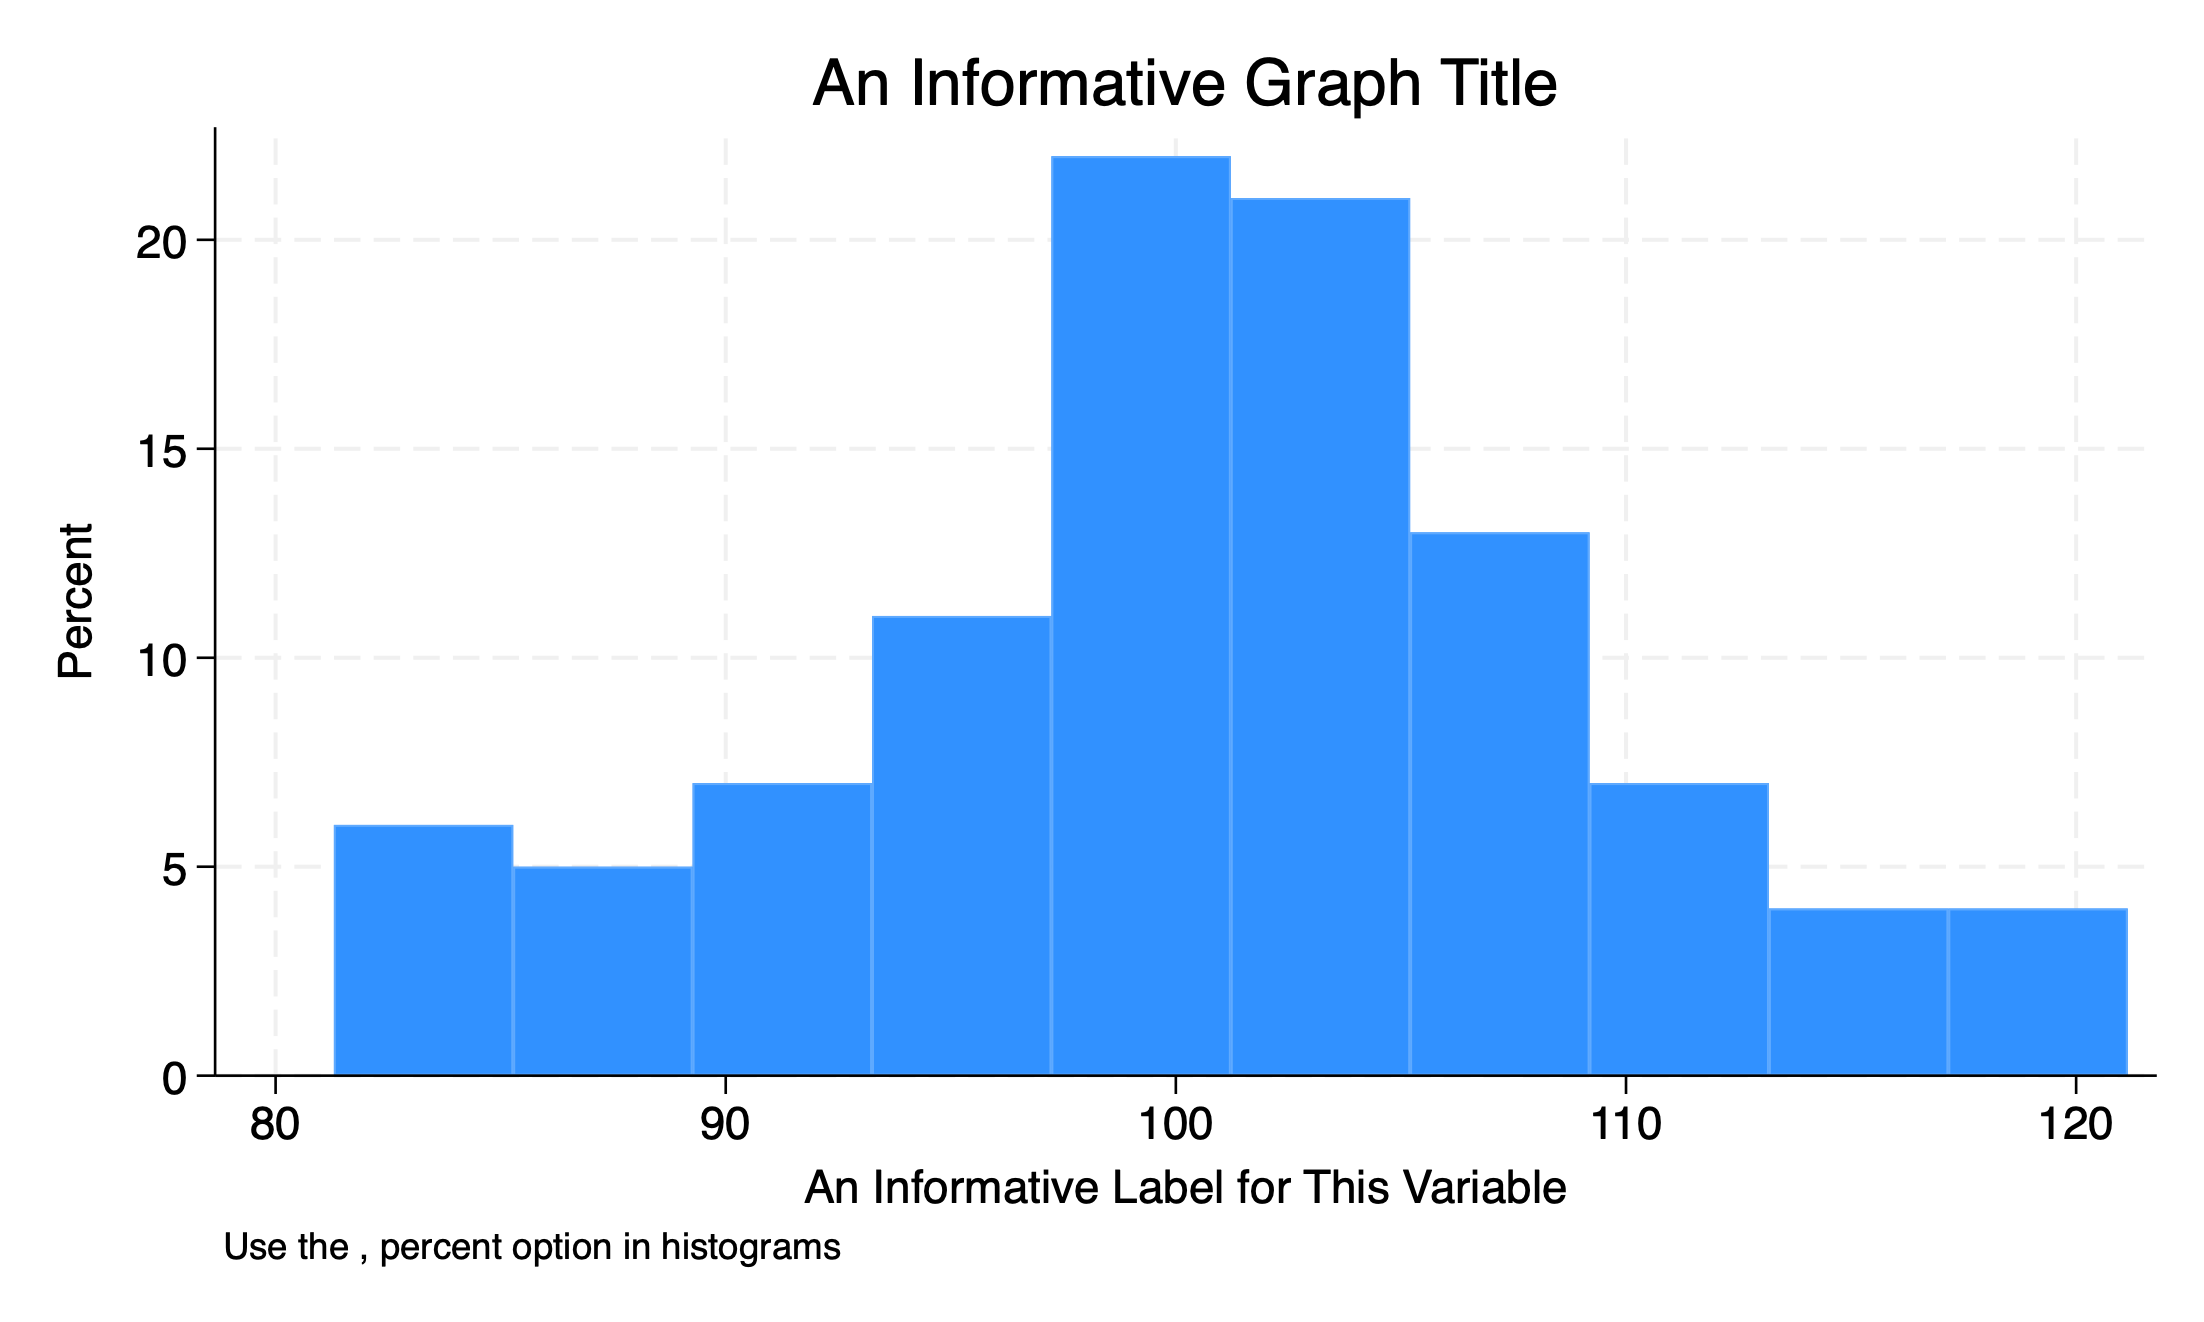 An Informative Graph Title
20
15
10
5
0
Percent
80 90 100 110 120
An Informative Label for This Variable
Use the , percent option in histograms